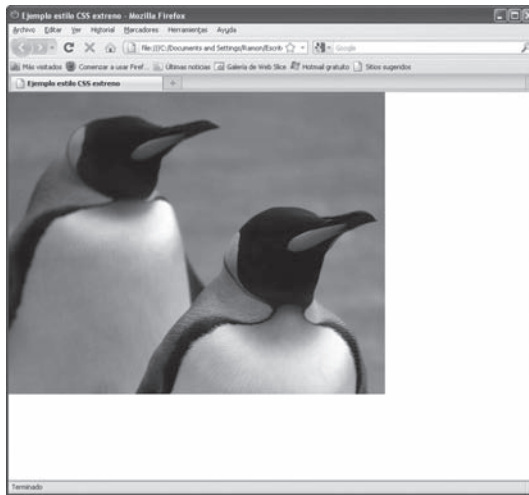 Ejemplo estilo CSS extreno - Mozilla Firefox
Archivo Editar Ver Historial Marcadores Herramientas Ayuda
file:///C:/Documents and Settings/Ramon/Escrib Google
Más visitados Comenzar a usar Firef... Últimas noticias Galería de Web Slice Hotmail gratuito Sitios sugeridos
Ejemplo estilo CSS extreno
Terminado